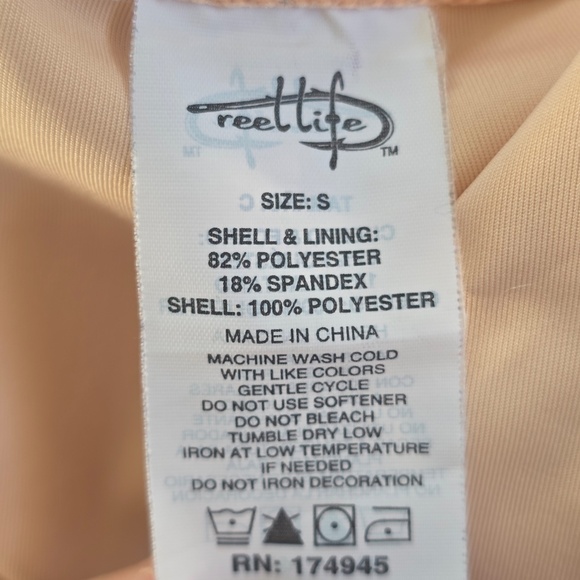 reel life
TM
SIZE: S
SHELL & LINING:
82% POLYESTER
18% SPANDEX
SHELL: 100% POLYESTER
MADE IN CHINA
MACHINE WASH COLD
WITH LIKE COLORS
GENTLE CYCLE
DO NOT USE SOFTENER
DO NOT BLEACH
TUMBLE DRY LOW
IRON AT LOW TEMPERATURE
IF NEEDED
DO NOT IRON DECORATION
RN: 174945